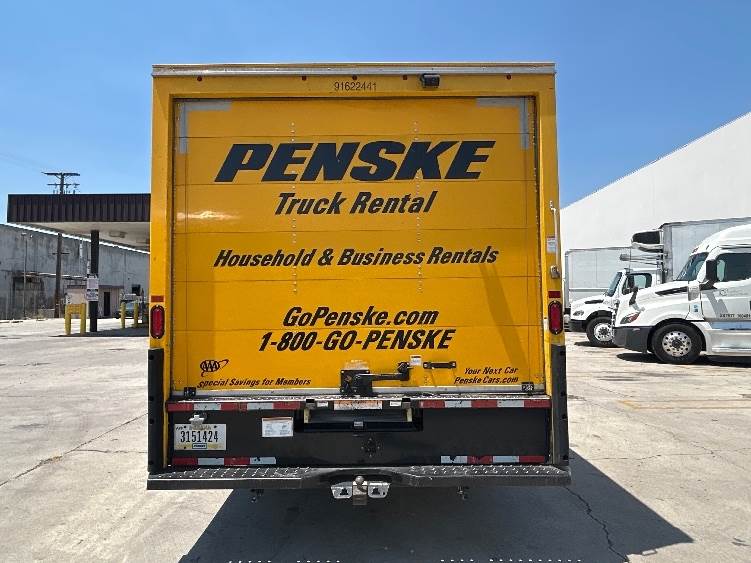 91622441
PENSKE
Truck Rental
Household & Business Rentals
GoPenske.com
1-800-GO-PENSKE
AAA
Special Savings for Members
Your Next Car
PenskeCars.com
3151424